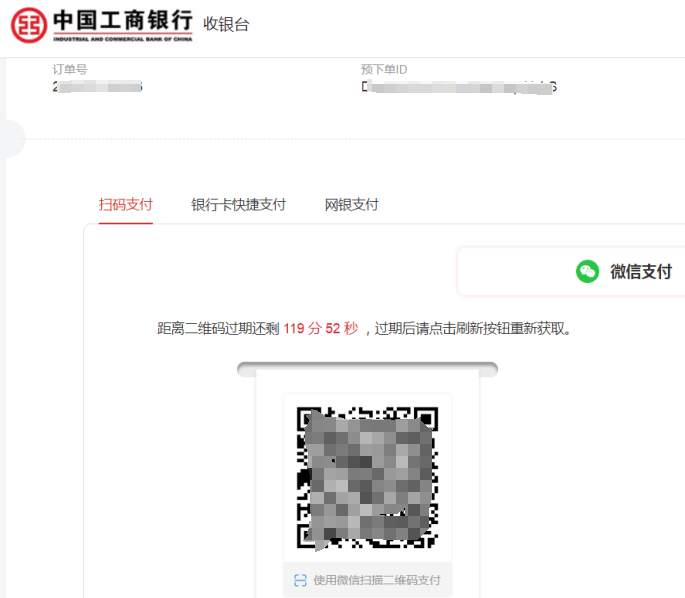 中国工商银行 收银台
INDUSTRIAL AND COMMERCIAL BANK OF CHINA
订单号 预下单ID
扫码支付 银行卡快捷支付 网银支付
微信支付
距离二维码过期还剩 119 分 52 秒 ，过期后请点击刷新按钮重新获取。
使用微信扫描二维码支付